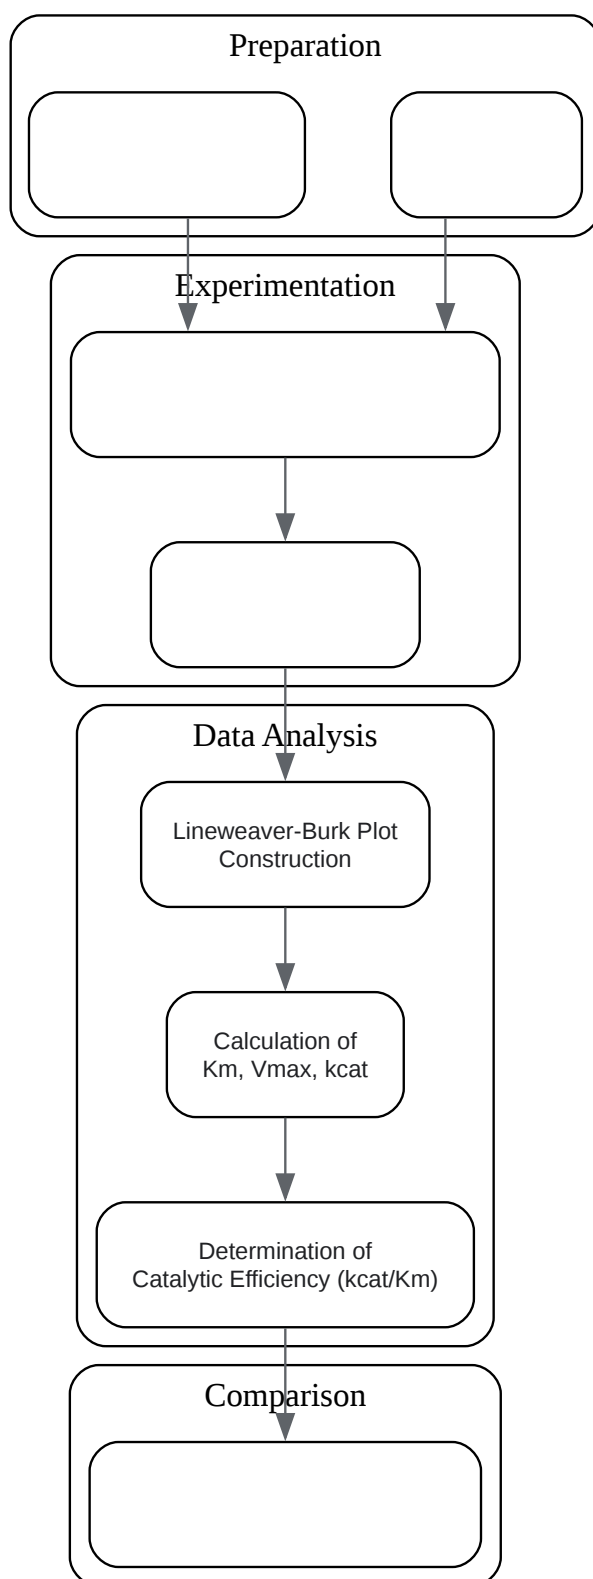 Preparation
Experimentation
Data Analysis
Lineweaver-Burk Plot
Construction
Calculation of
Km, Vmax, kcat
Determination of
Catalytic Efficiency (kcat/Km)
Comparison